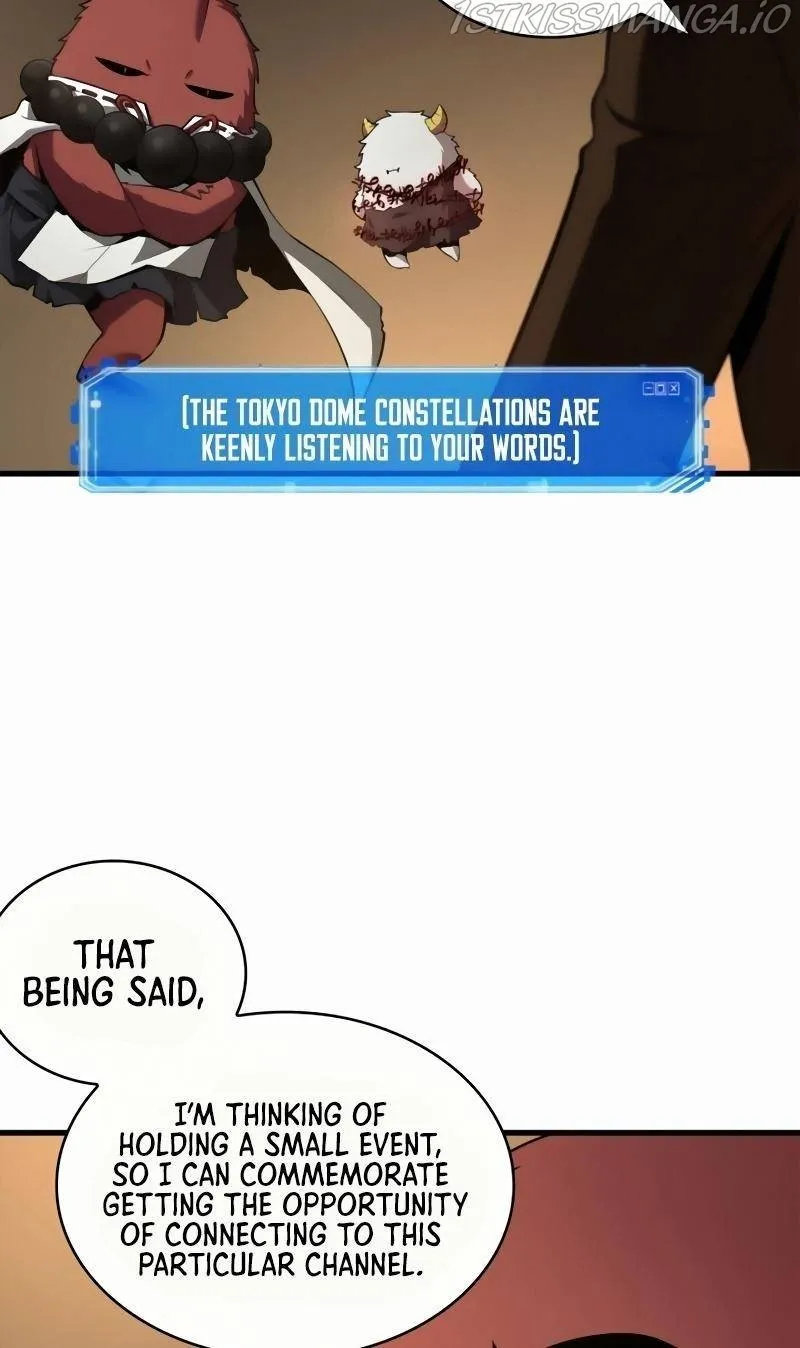 1STKISSMANGA.IO
[THE TOKYO DOME CONSTELLATIONS ARE
KEENLY LISTENING TO YOUR WORDS.]
THAT
BEING SAID,
I'M THINKING OF
HOLDING A SMALL EVENT,
SO I CAN COMMEMORATE
GETTING THE OPPORTUNITY
OF CONNECTING TO THIS
PARTICULAR CHANNEL.